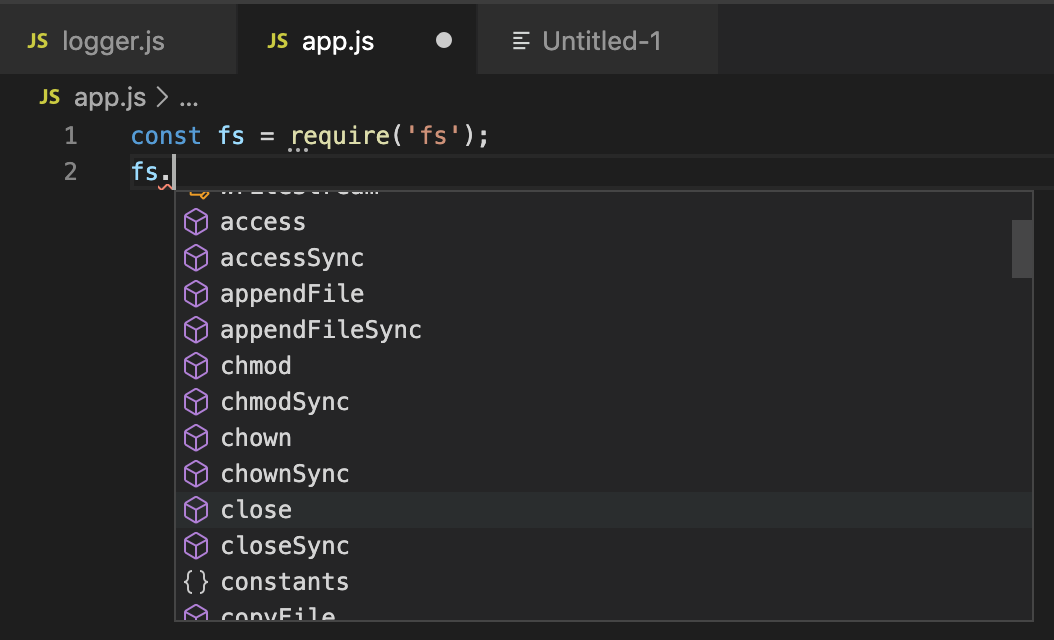 JS logger.js
JS app.js
Untitled-1
JS app.js > ...
1 const fs = require('fs');
2 fs.
WriteStream
access
accessSync
appendFile
appendFileSync
chmod
chmodSync
chown
chownSync
close
closeSync
{} constants
copyFile